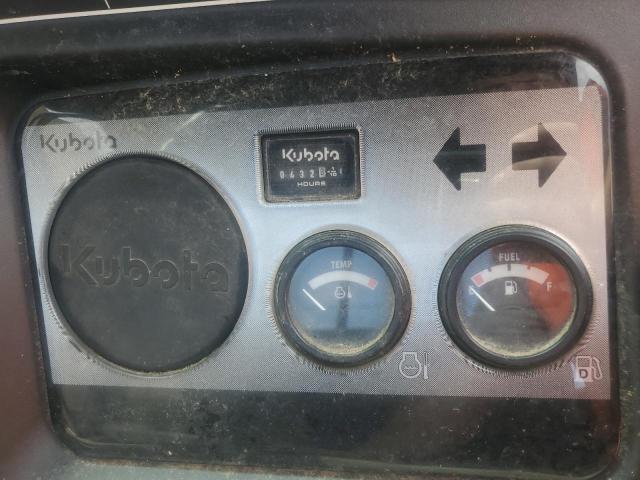 Kubota
Kubota
HOURS
Kubota
TEMP
FUEL
E F
D